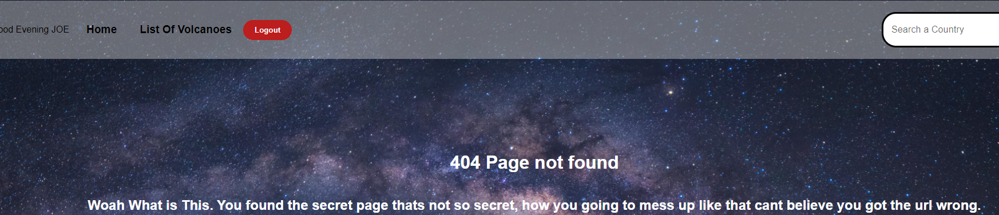 ood Evening JOE Home List Of Volcanoes Logout Search a Country
404 Page not found
Woah What is This. You found the secret page thats not so secret, how you going to mess up like that cant believe you got the url wrong.